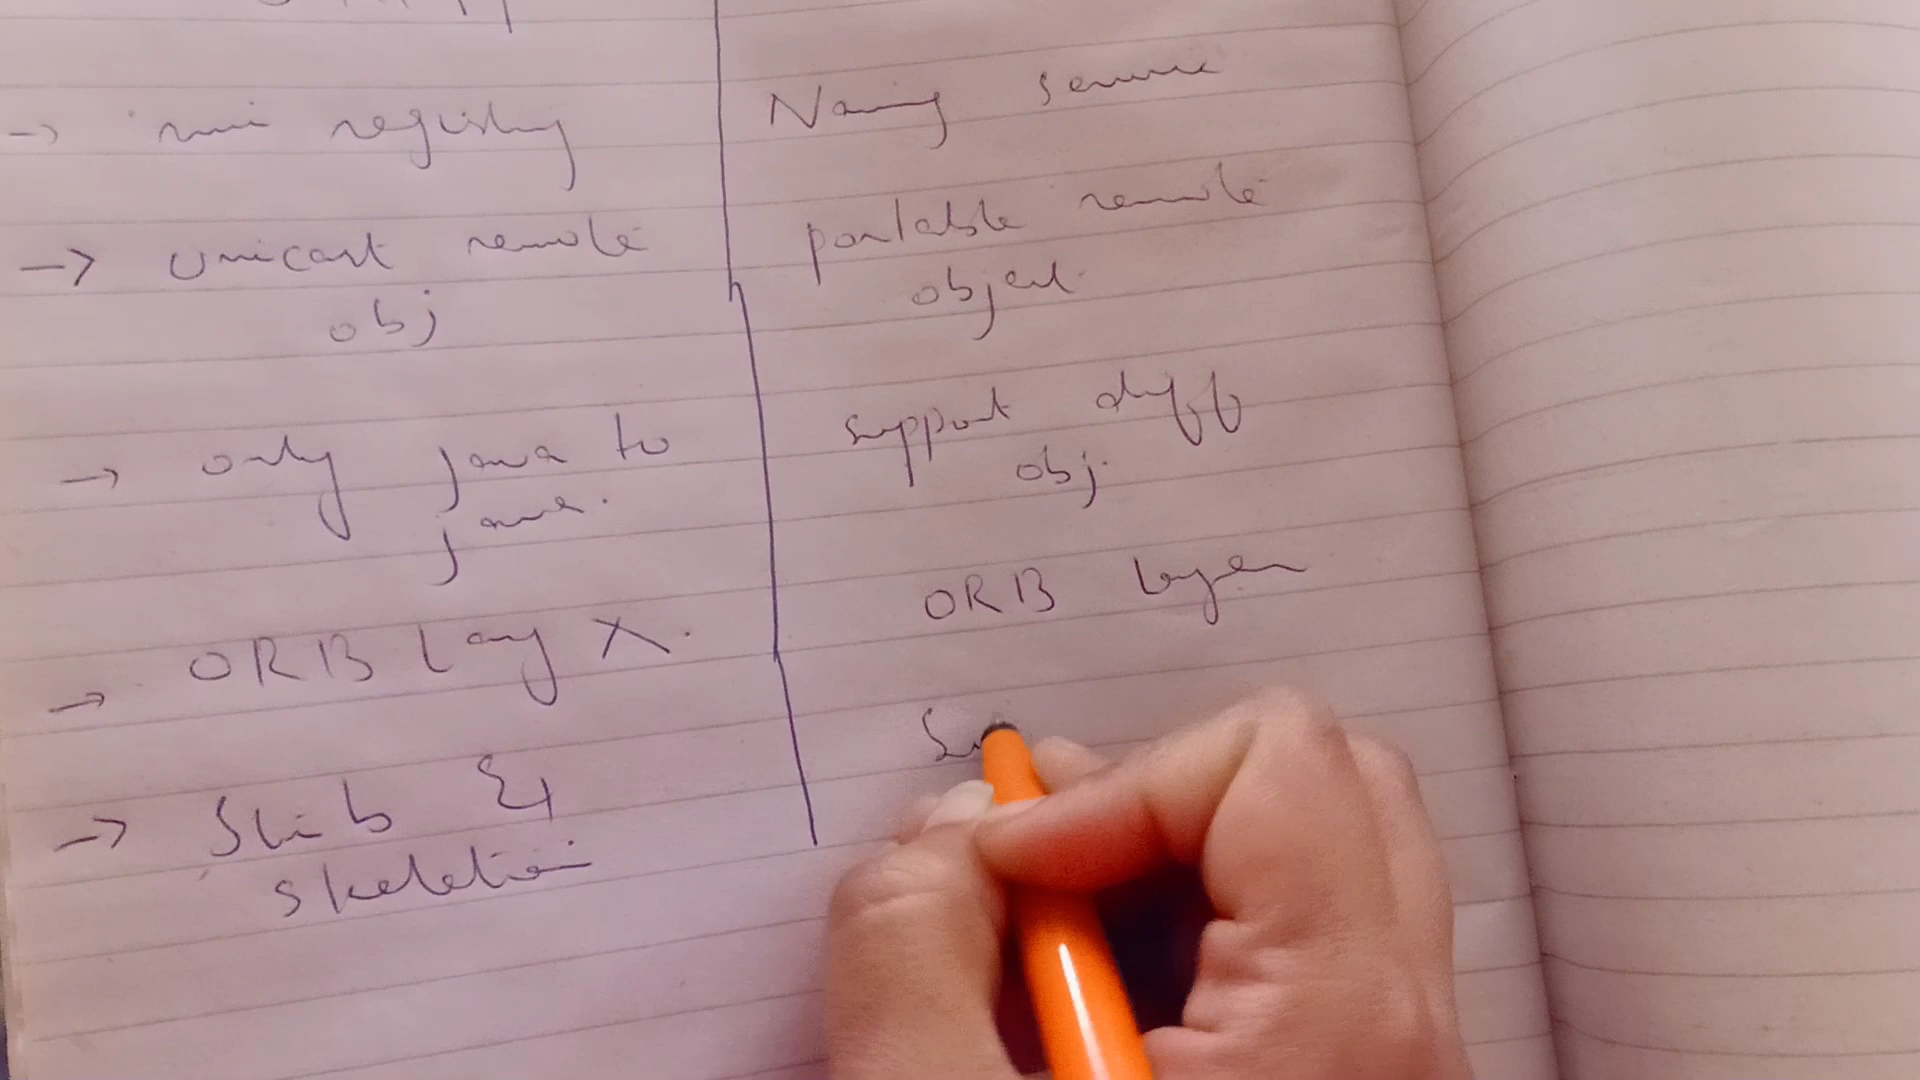 → rmi registry
Naming service
→ unicast remote
obj
portable remote
object.
→ only java to
java.
support diff
obj.
→ ORB Lay X.
ORB layer
→ Stub &
skeleton